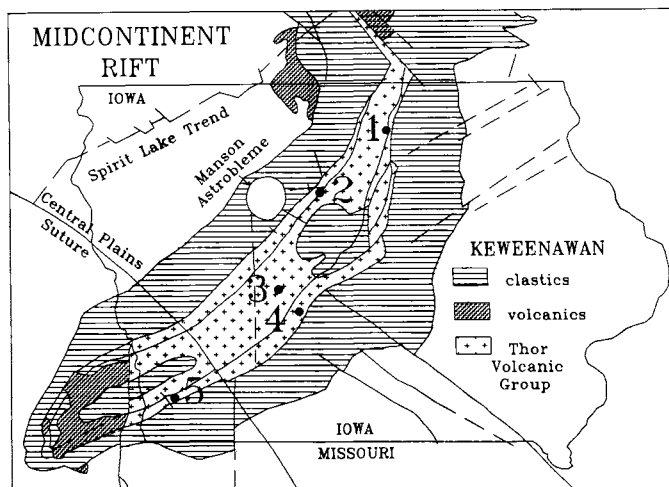 MIDCONTINENT
RIFT
IOWA
Spirit Lake Trend
Manson
Astrobleme
Central Plains
Suture
1
2
3
4
5
KEWEENAWAN
clastics
volcanics
Thor
Volcanic
Group
IOWA
MISSOURI